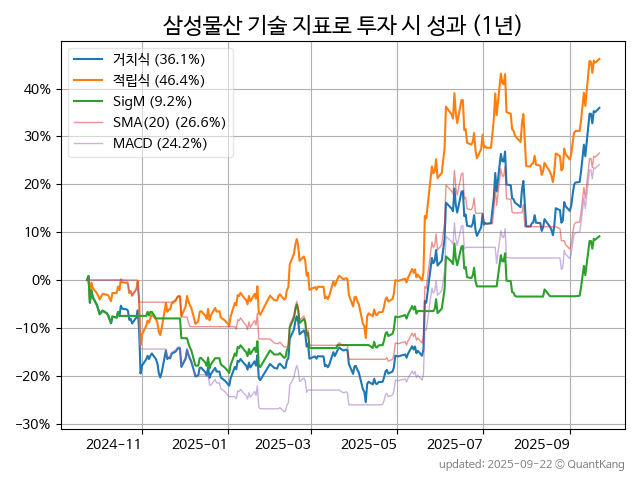 삼성물산 기술 지표로 투자 시 성과 (1년)
거치식 (36.1%)
적립식 (46.4%)
SigM (9.2%)
SMA(20) (26.6%)
MACD (24.2%)
40%
30%
20%
10%
0%
−10%
−20%
−30%
2024-11 2025-01 2025-03 2025-05 2025-07 2025-09
updated: 2025-09-22 © QuantKang